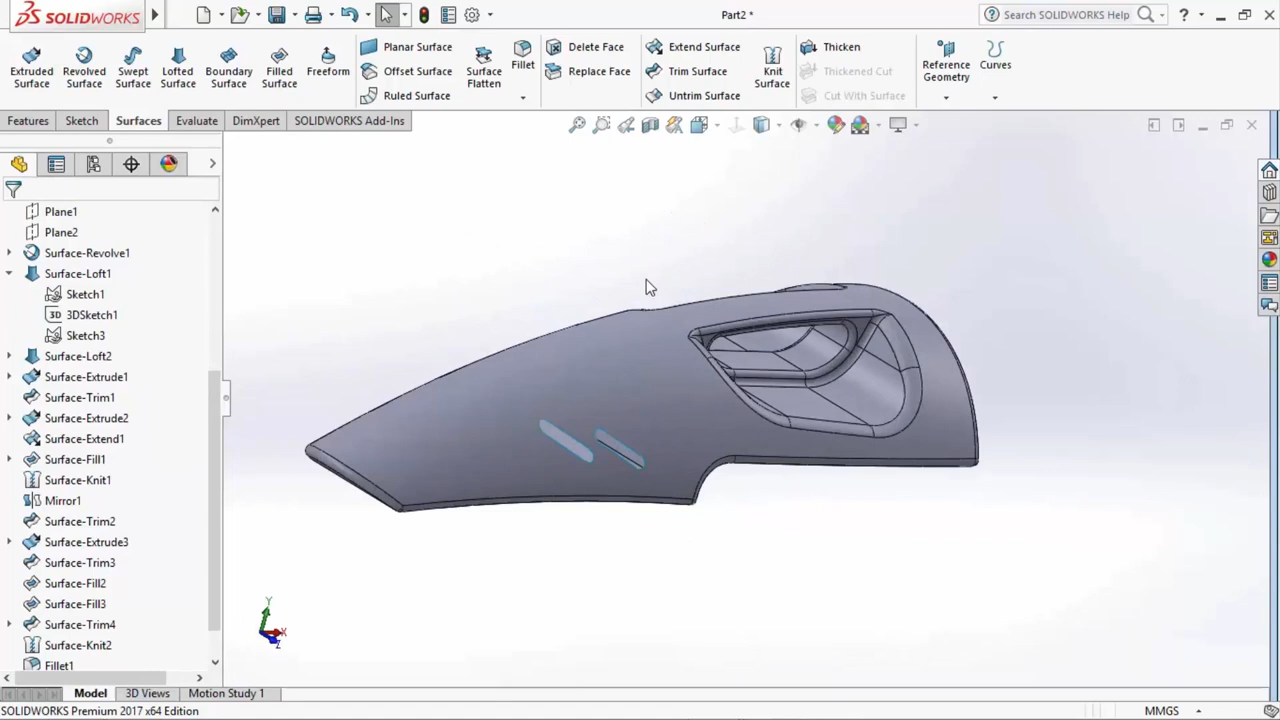 SOLIDWORKS
Part2 *
Search SOLIDWORKS Help
?
Extruded Surface
Revolved Surface
Swept Surface
Lofted Surface
Boundary Surface
Filled Surface
Freeform
Planar Surface
Offset Surface
Ruled Surface
Surface Flatten
Fillet
Delete Face
Replace Face
Extend Surface
Trim Surface
Untrim Surface
Knit Surface
Thicken
Thickened Cut
Cut With Surface
Reference Geometry
Curves
Features
Sketch
Surfaces
Evaluate
DimXpert
SOLIDWORKS Add-Ins
Plane1
Plane2
Surface-Revolve1
Surface-Loft1
Sketch1
3D 3DSketch1
Sketch3
Surface-Loft2
Surface-Extrude1
Surface-Trim1
Surface-Extrude2
Surface-Extend1
Surface-Fill1
Surface-Knit1
Mirror1
Surface-Trim2
Surface-Extrude3
Surface-Trim3
Surface-Fill2
Surface-Fill3
Surface-Trim4
Surface-Knit2
Fillet1
Y
X
Z
Model
3D Views
Motion Study 1
SOLIDWORKS Premium 2017 x64 Edition
MMGS